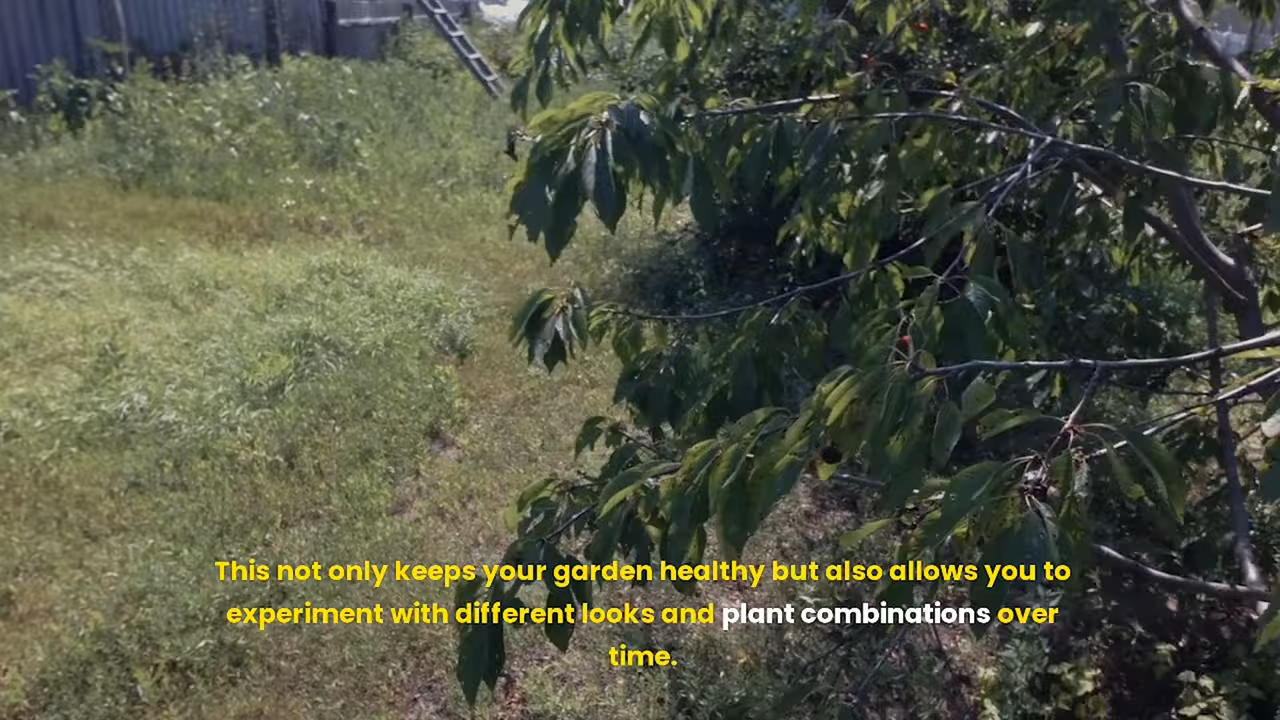 This not only keeps your garden healthy but also allows you to
experiment with different looks and plant combinations over
time.